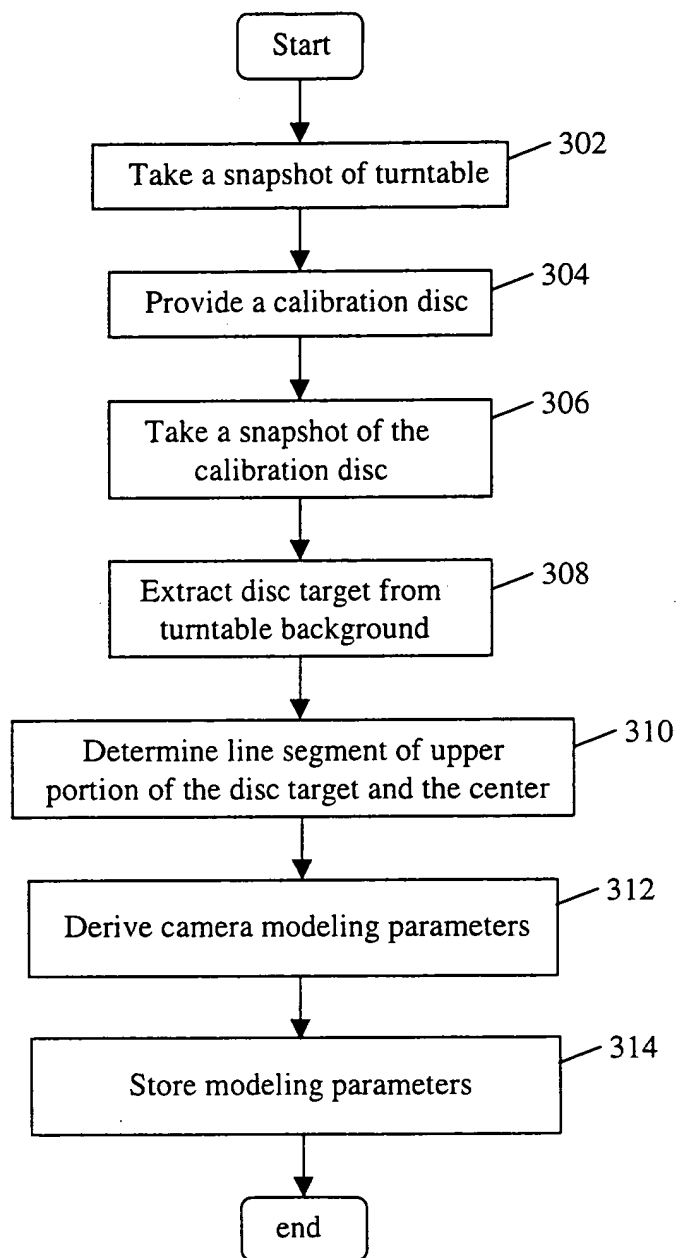 Start
302
Take a snapshot of turntable
304
Provide a calibration disc
306
Take a snapshot of the
calibration disc
308
Extract disc target from
turntable background
310
Determine line segment of upper
portion of the disc target and the center
312
Derive camera modeling parameters
314
Store modeling parameters
end